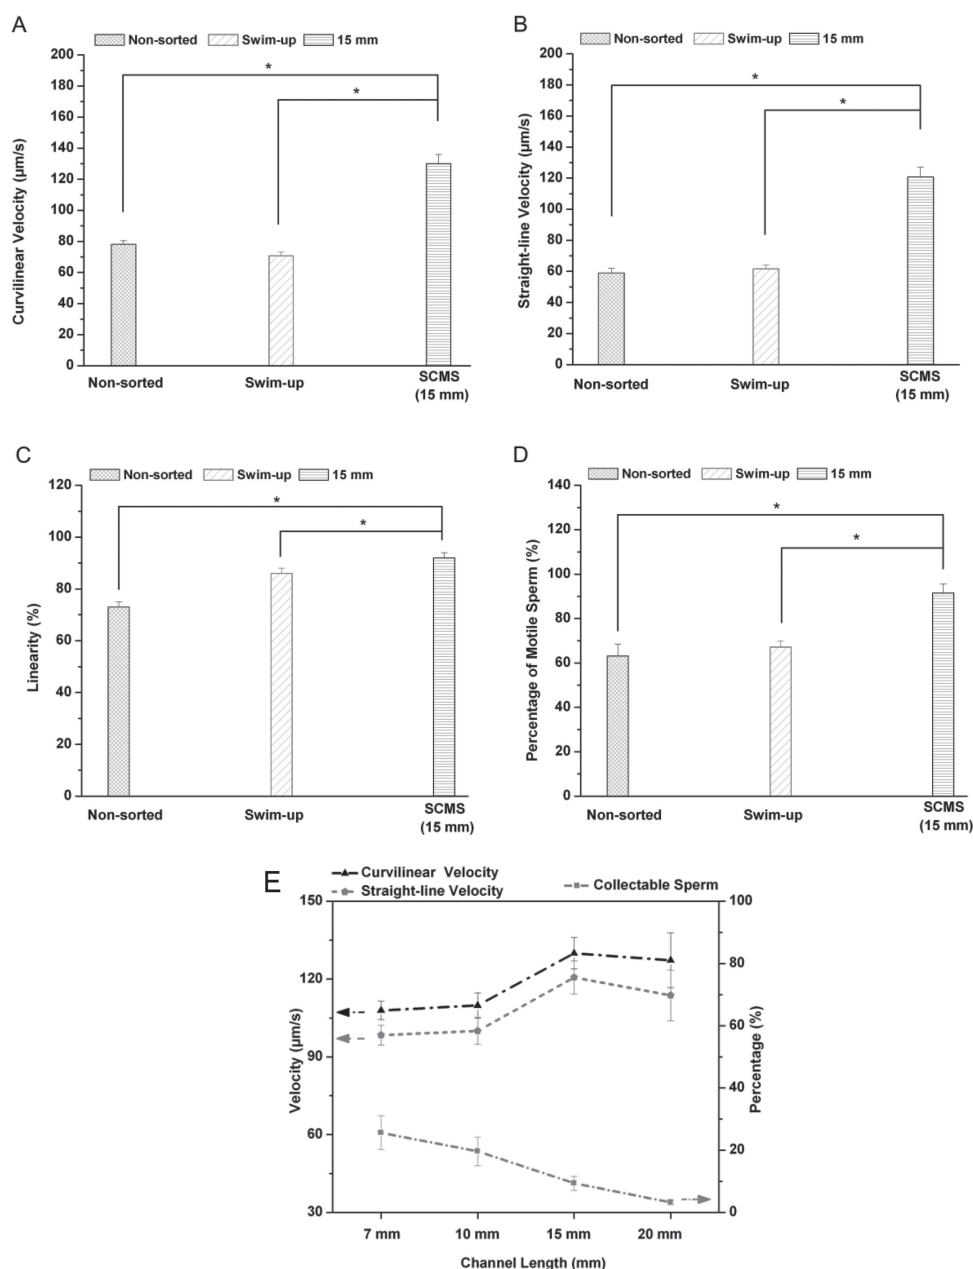 A
Non-sorted Swim-up 15 mm
Curvilinear Velocity (µm/s)
200
180
160
140
120
100
80
60
40
20
0
*
*
Non-sorted Swim-up SCMS
(15 mm)
B
Non-sorted Swim-up 15 mm
Straight-line Velocity (µm/s)
200
180
160
140
120
100
80
60
40
20
0
*
*
Non-sorted Swim-up SCMS
(15 mm)
C
Non-sorted Swim-up 15 mm
Linearity (%)
120
100
80
60
40
20
0
*
*
Non-sorted Swim-up SCMS
(15 mm)
D
Non-sorted Swim-up 15 mm
Percentage of Motile Sperm (%)
140
120
100
80
60
40
20
0
*
*
Non-sorted Swim-up SCMS
(15 mm)
E
Curvilinear Velocity
Straight-line Velocity
Collectable Sperm
Velocity (µm/s)
150
120
90
60
30
100
80
60
40
20
0
Percentage (%)
7 mm 10 mm 15 mm 20 mm
Channel Length (mm)